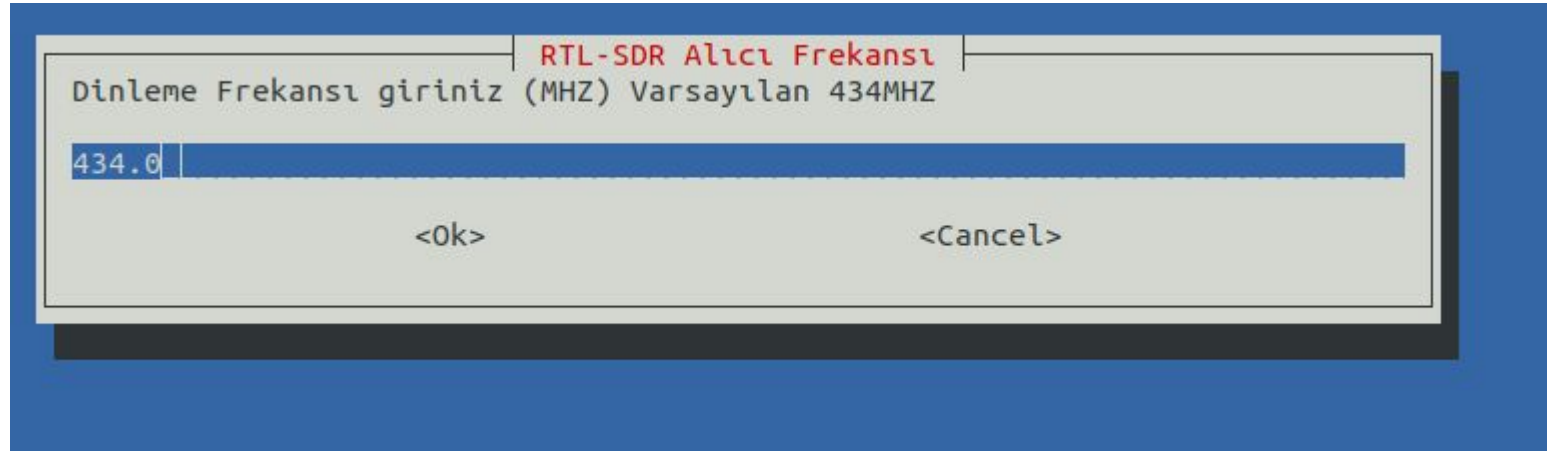 RTL-SDR Alıcı Frekansı
Dinleme Frekansı giriniz (MHZ) Varsayılan 434MHZ
434.0
<Ok> <Cancel>